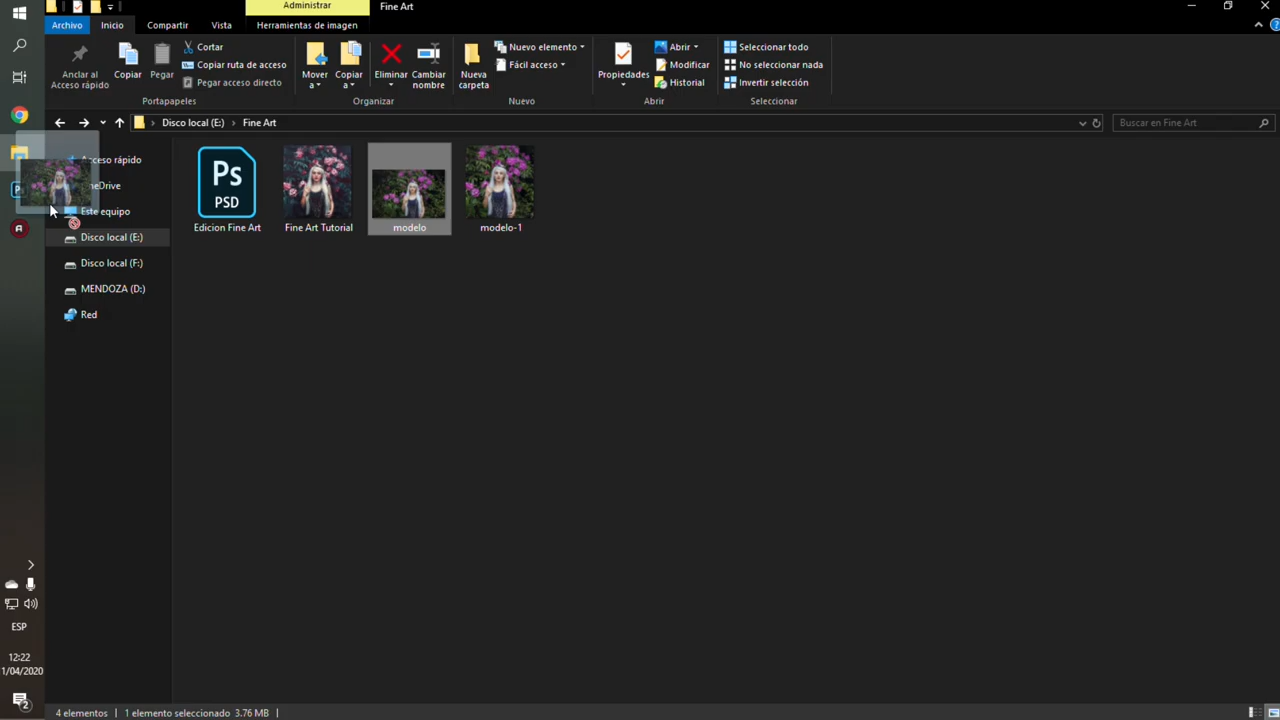 Administrar
Fine Art
Archivo
Inicio
Compartir
Vista
Herramientas de imagen
Anclar al
Acceso rápido
Copiar
Pegar
Cortar
Copiar ruta de acceso
Pegar acceso directo
Portapapeles
Mover
a
Copiar
a
Eliminar
Cambiar
nombre
Organizar
Nueva
carpeta
Nuevo elemento
Fácil acceso
Nuevo
Propiedades
Abrir
Modificar
Historial
Abrir
Seleccionar todo
No seleccionar nada
Invertir selección
Seleccionar
Disco local (E:) › Fine Art
Buscar en Fine Art
Acceso rápido
neDrive
Este equipo
Disco local (E:)
Disco local (F:)
MENDOZA (D:)
Red
Ps
PSD
Edicion Fine Art
Fine Art Tutorial
modelo
modelo-1
ESP
12:22
1/04/2020
2
4 elementos
1 elemento seleccionado 3.76 MB